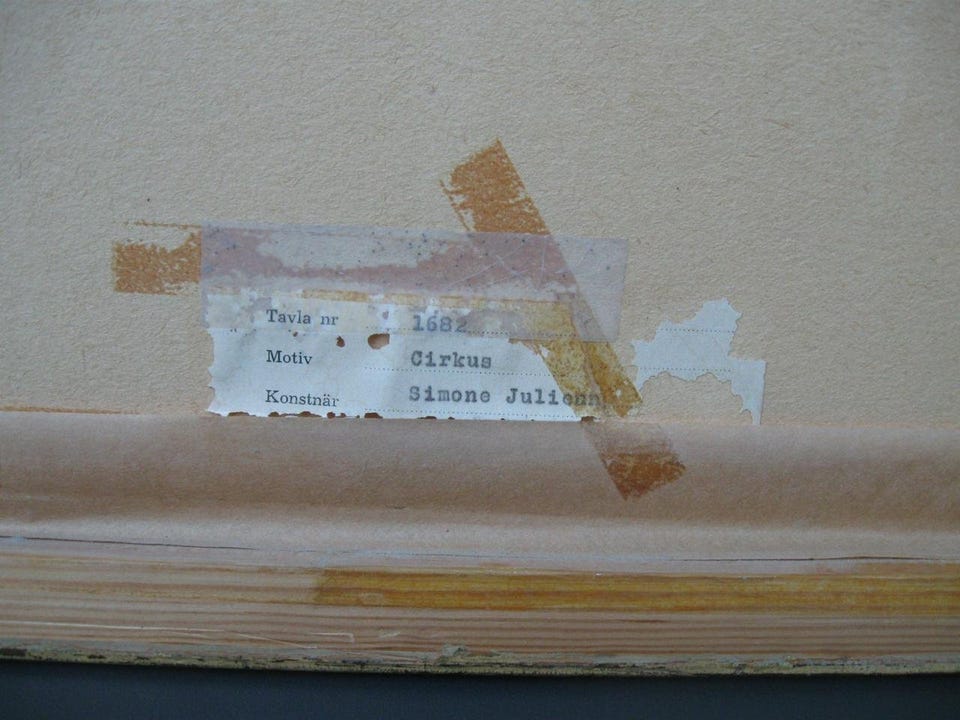 Tavla nr 1682
Motiv Cirkus
Konstnär Simone Julienn